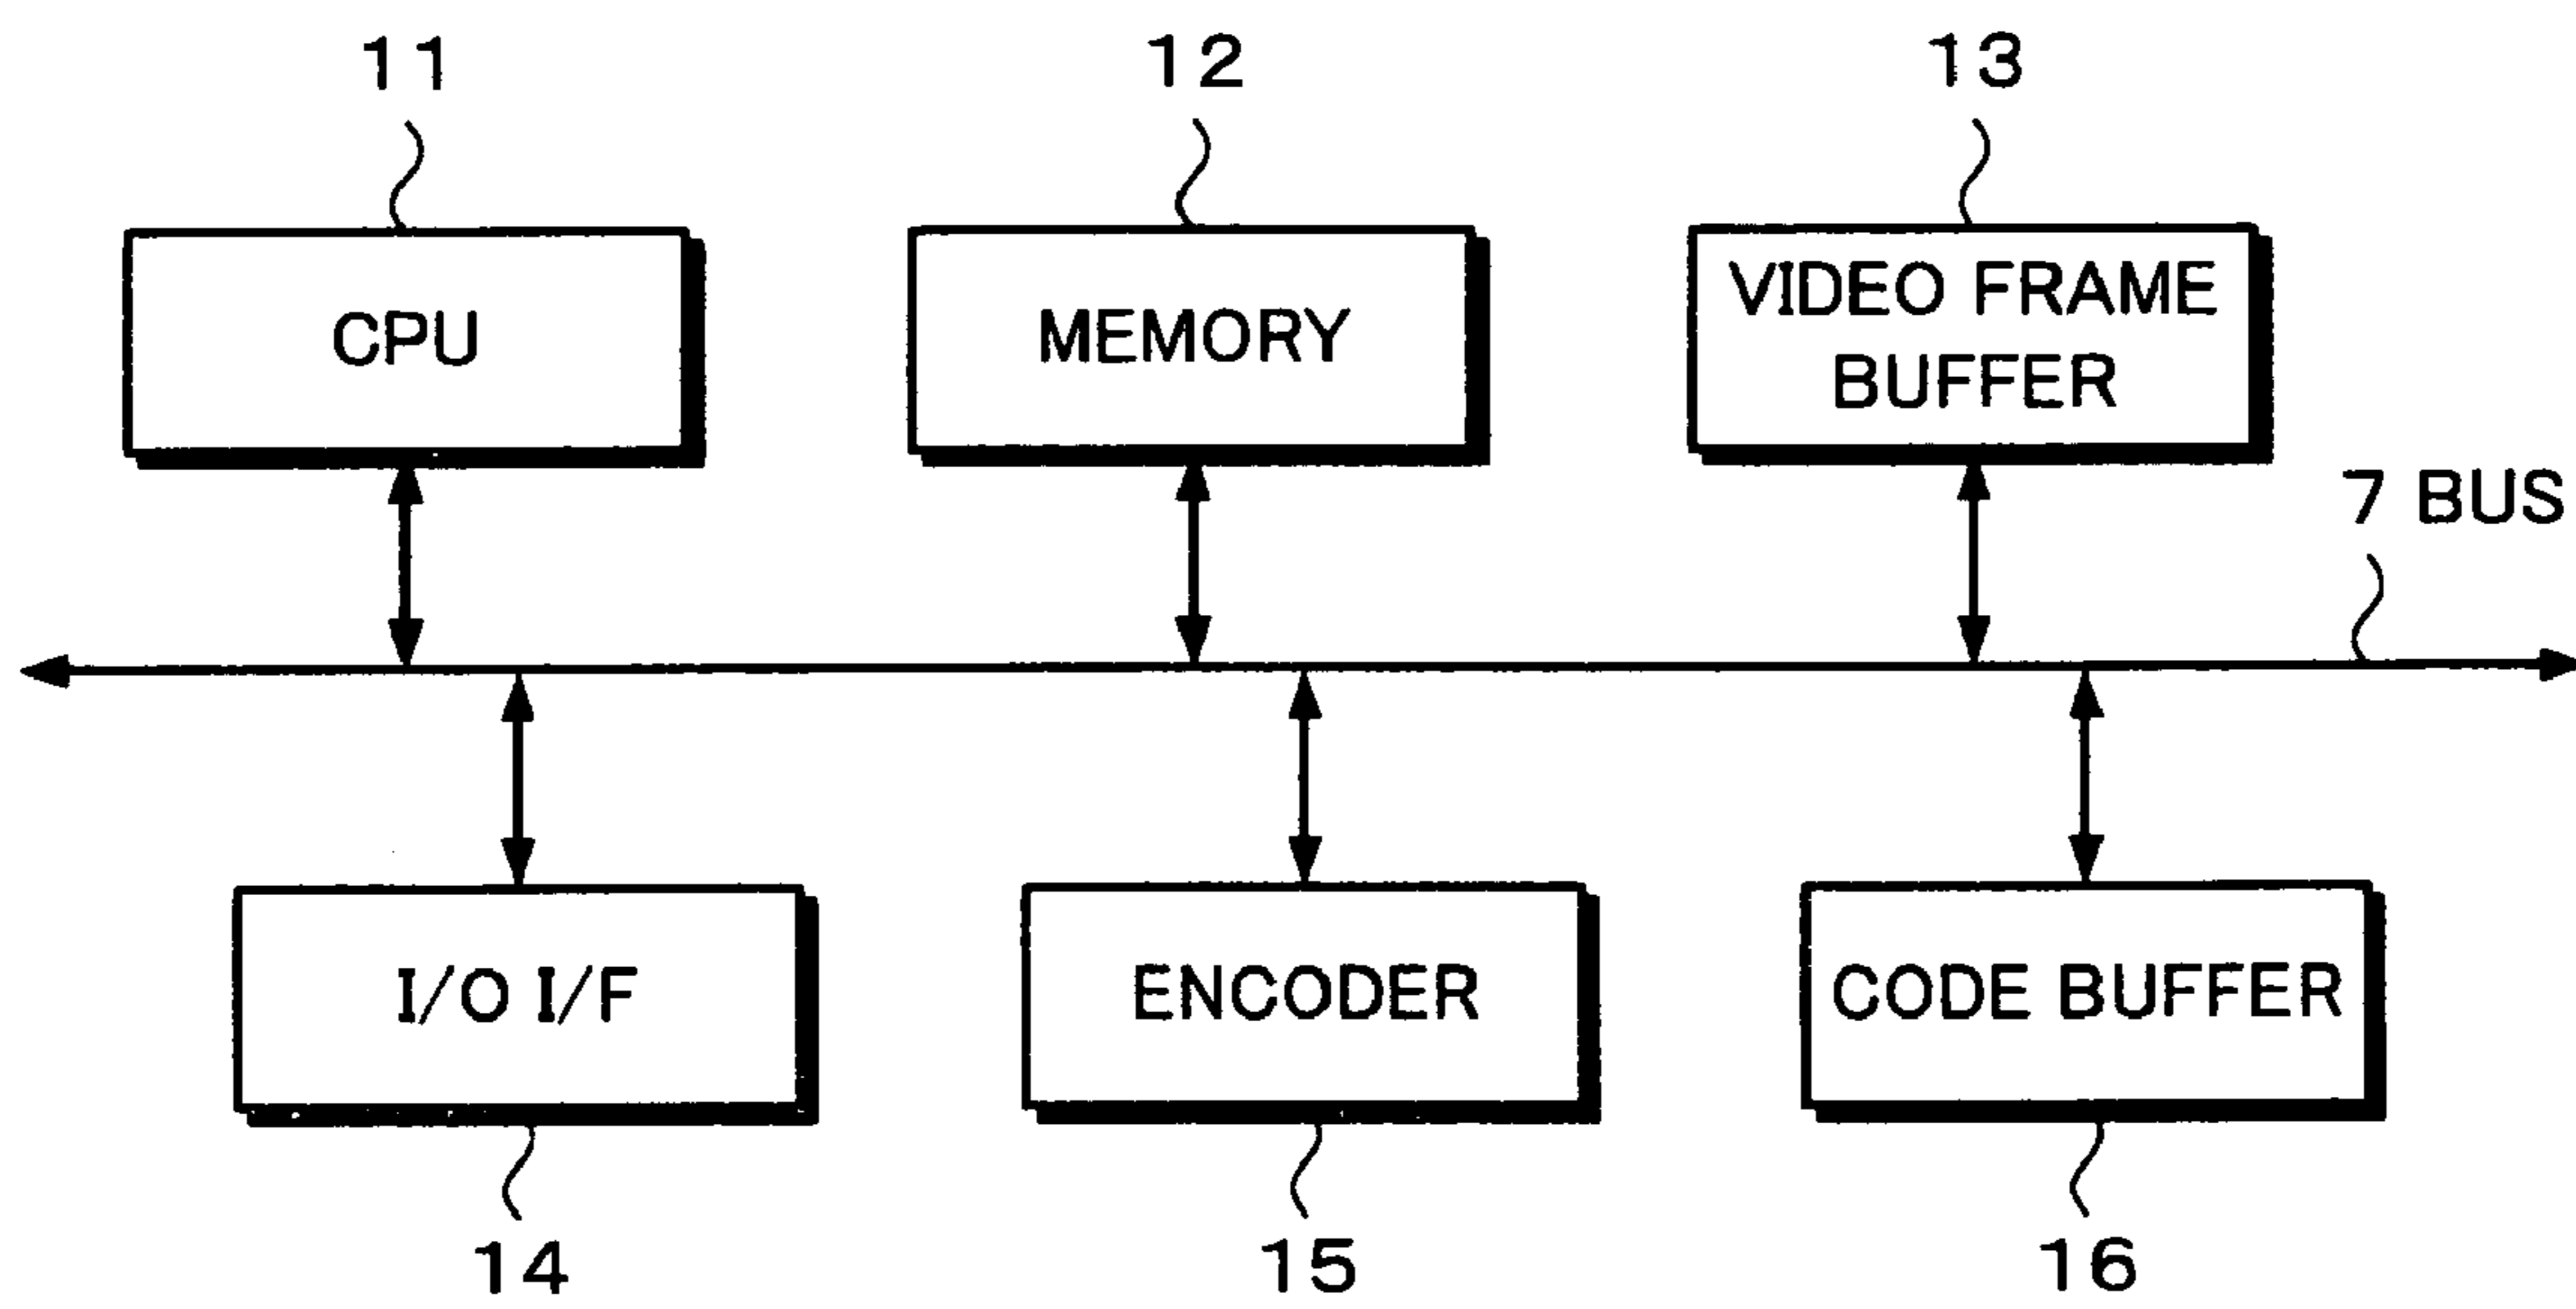 11
12
13
CPU
MEMORY
VIDEO FRAME
BUFFER
7 BUS
I/O I/F
ENCODER
CODE BUFFER
14
15
16